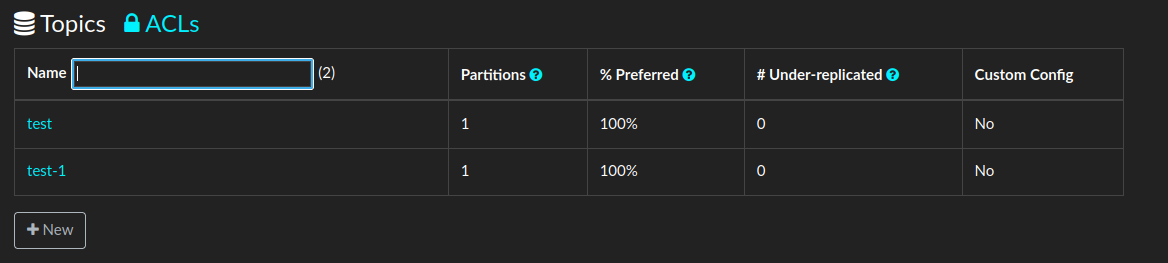 Topics ACLs
Name (2) Partitions % Preferred # Under-replicated Custom Config
test 1 100% 0 No
test-1 1 100% 0 No
New